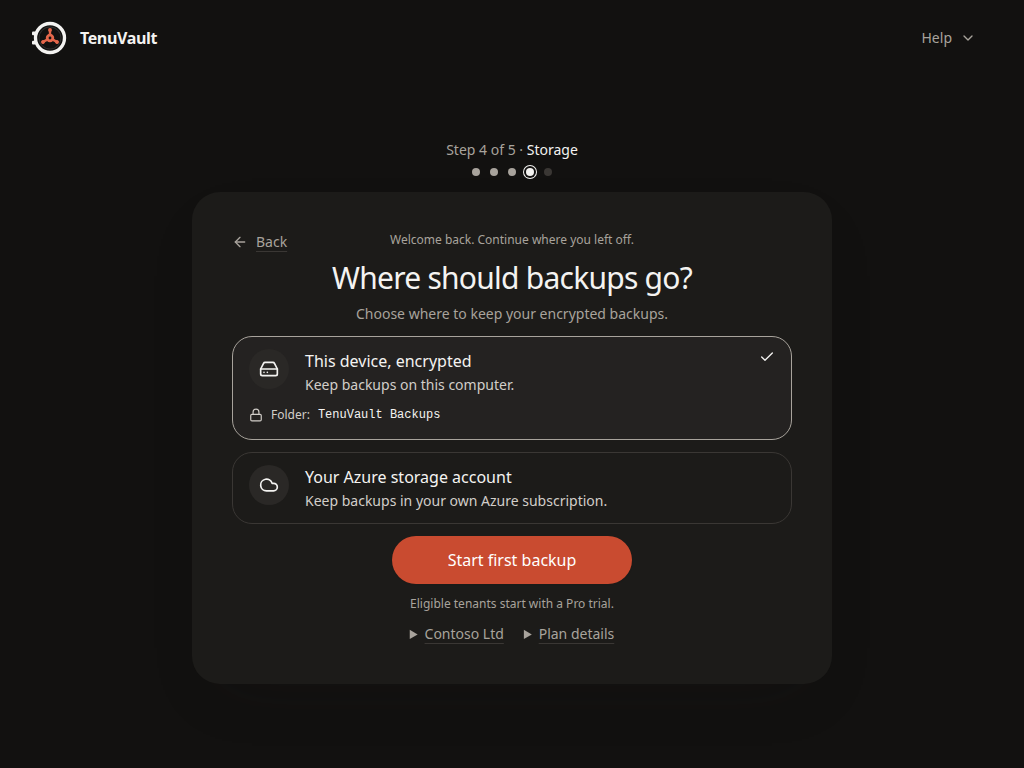 TenuVault
Help
Step 4 of 5 · Storage
Back
Welcome back. Continue where you left off.
Where should backups go?
Choose where to keep your encrypted backups.
This device, encrypted
Keep backups on this computer.
Folder: TenuVault Backups
Your Azure storage account
Keep backups in your own Azure subscription.
Start first backup
Eligible tenants start with a Pro trial.
Contoso Ltd
Plan details